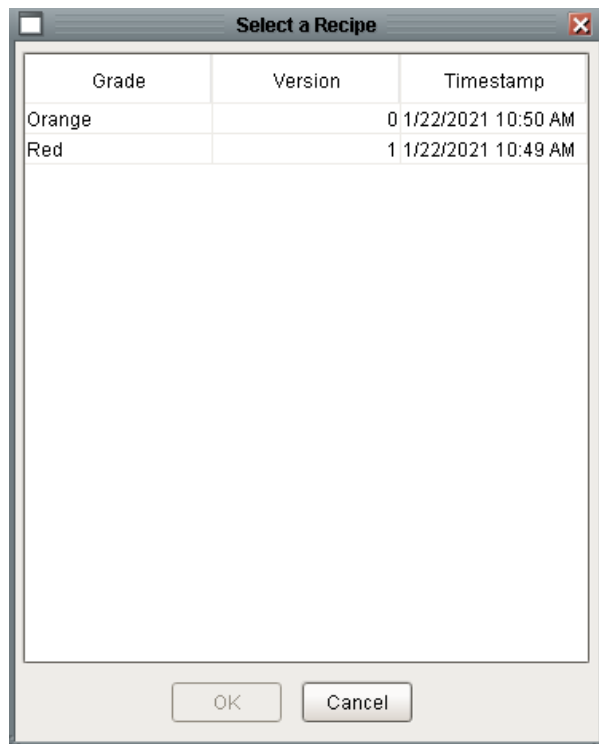 Select a Recipe
Grade Version Timestamp
Orange 0 1/22/2021 10:50 AM
Red 1 1/22/2021 10:49 AM
OK Cancel